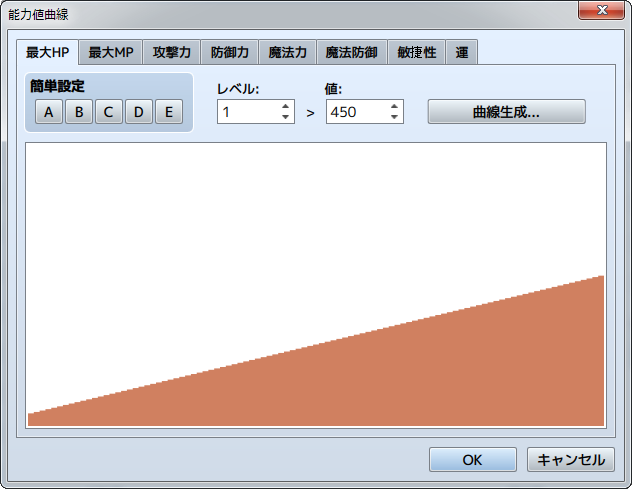 能力値曲線
最大HP 最大MP 攻撃力 防御力 魔法力 魔法防御 敏捷性 運
簡単設定 レベル: 値:
A B C D E 1 > 450 曲線生成...
OK キャンセル